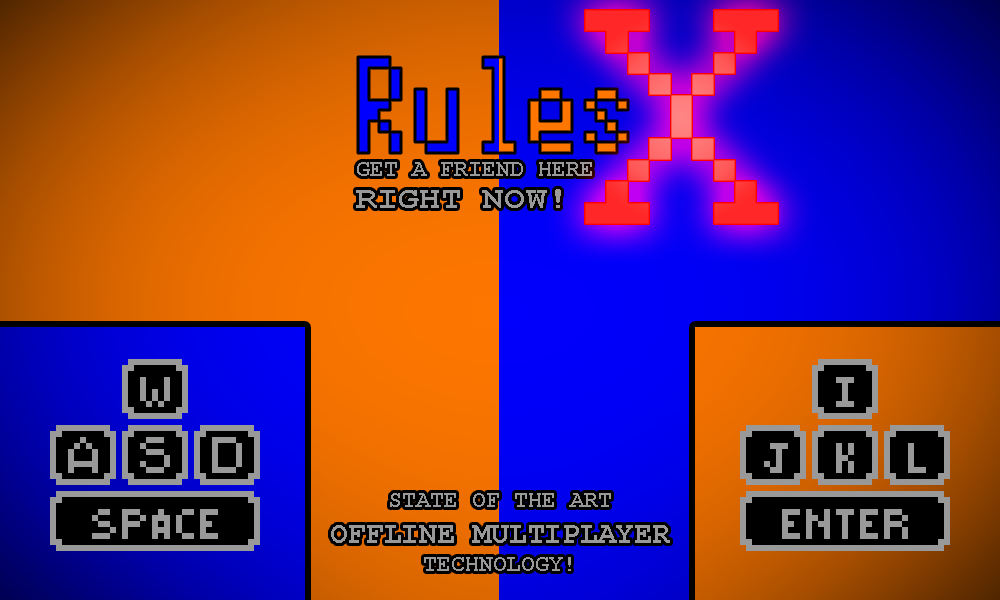 Rules X
GET A FRIEND HERE
RIGHT NOW!
W
A S D
SPACE
I
J K L
ENTER
STATE OF THE ART
OFFLINE MULTIPLAYER
TECHNOLOGY!